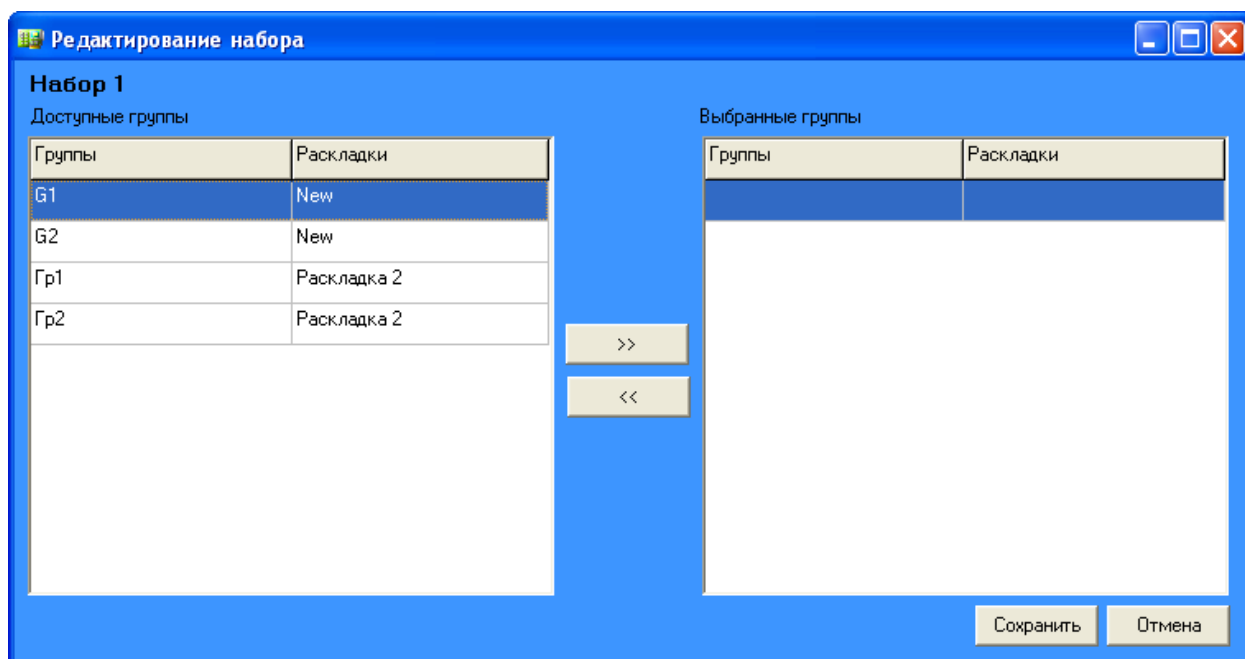 Редактирование набора
Набор 1
Доступные группы
Выбранные группы
Группы Раскладки
Группы Раскладки
G1 New
G2 New
Гр1 Раскладка 2
Гр2 Раскладка 2
>>
<<
Сохранить Отмена